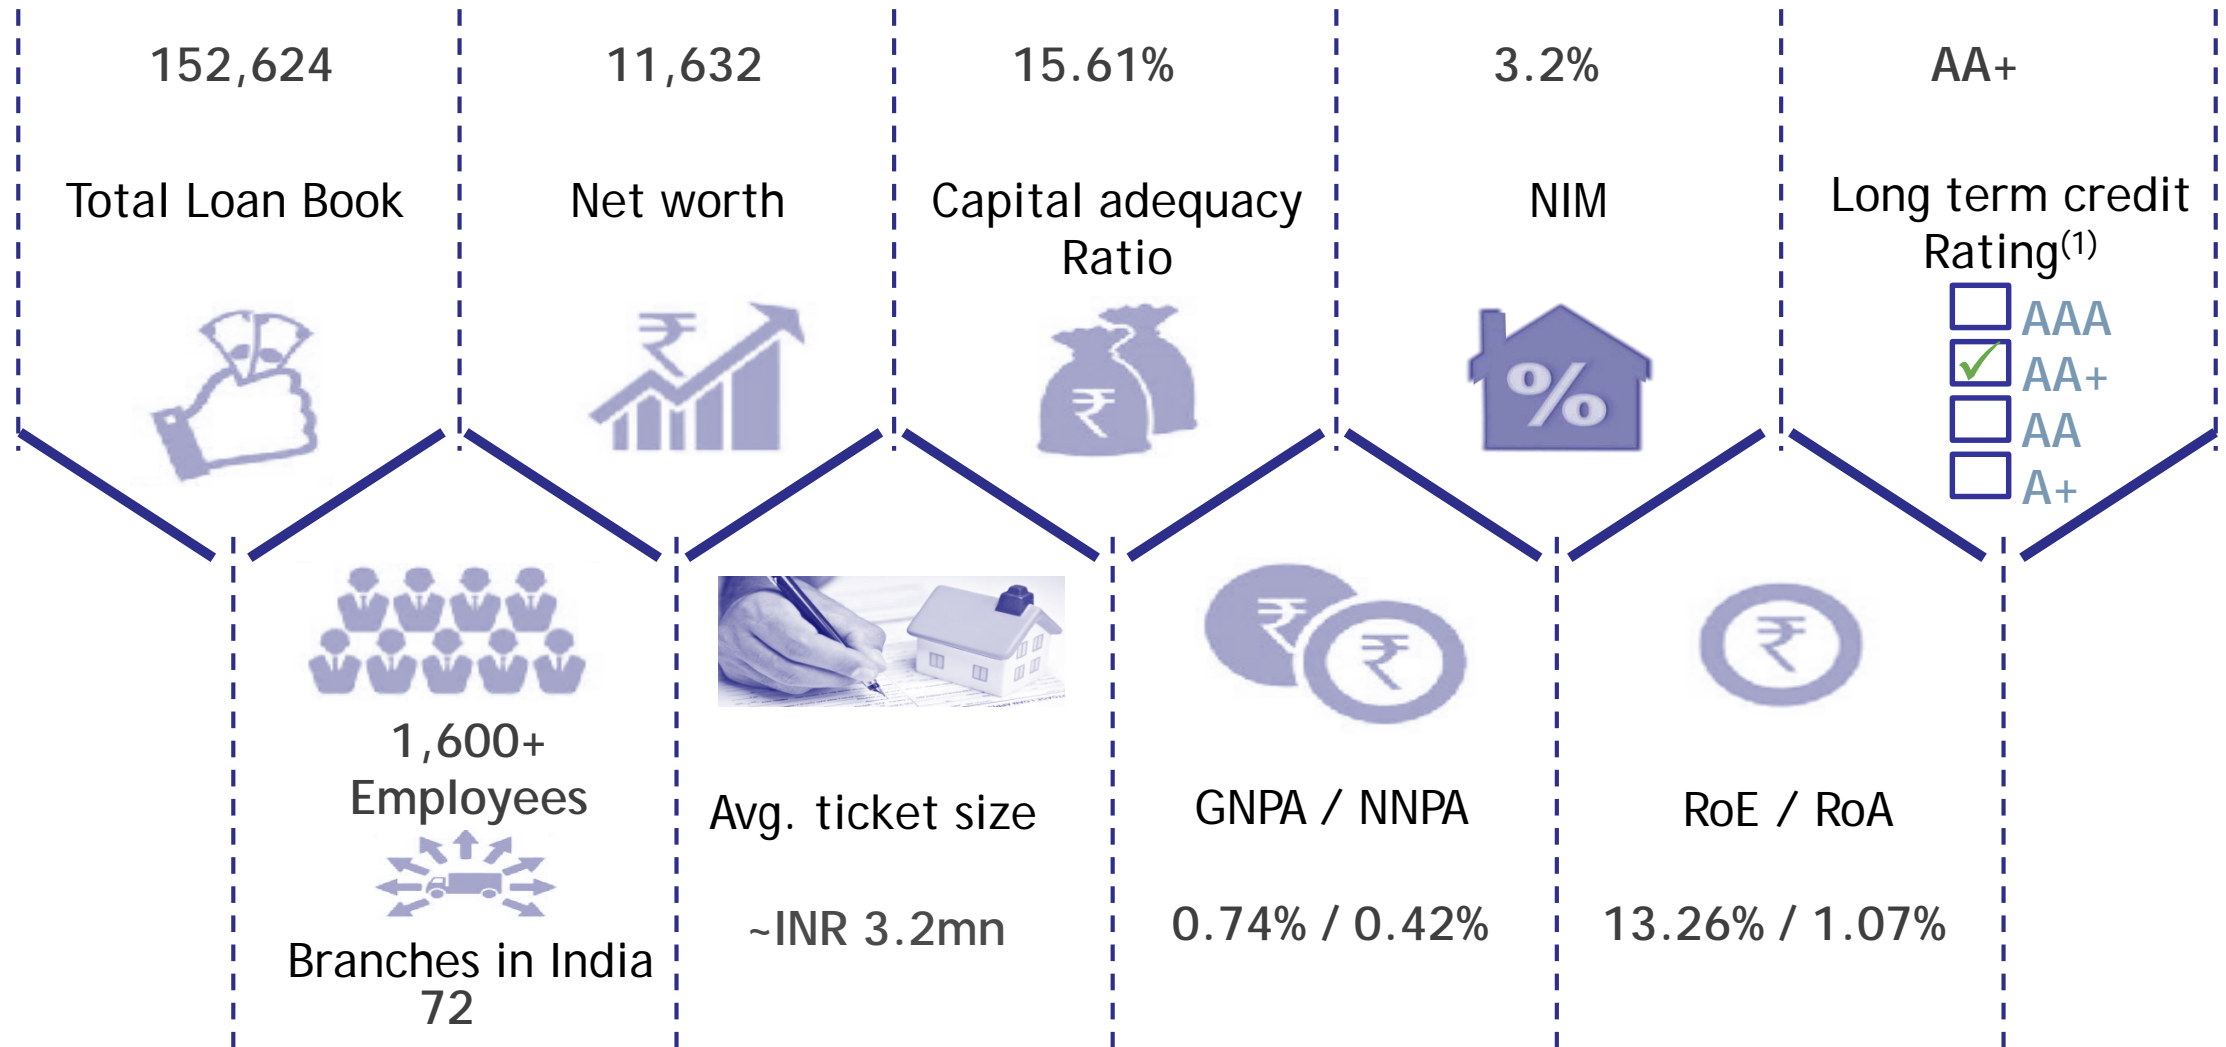 152,624
Total Loan Book
11,632
Net worth
₹
15.61%
Capital adequacy
Ratio
₹
3.2%
NIM
%
AA+
Long term credit
Rating(1)
AAA
✓ AA+
AA
A+
1,600+
Employees
Branches in India
72
Avg. ticket size
~INR 3.2mn
₹ ₹
GNPA / NNPA
0.74% / 0.42%
₹
RoE / RoA
13.26% / 1.07%